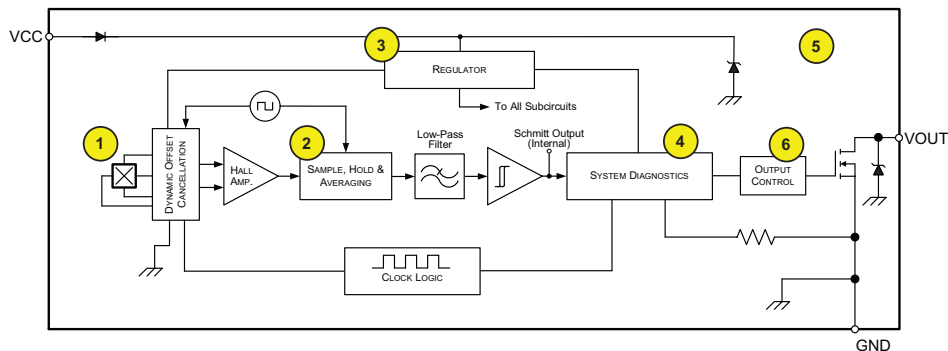 VCC
3
5
REGULATOR
To All Subcircuits
1
2
Low-Pass
Filter
Schmitt Output
(Internal)
4
6
VOUT
DYNAMIC OFFSET
CANCELLATION
HALL
AMP.
SAMPLE, HOLD &
AVERAGING
SYSTEM DIAGNOSTICS
OUTPUT
CONTROL
CLOCK LOGIC
GND